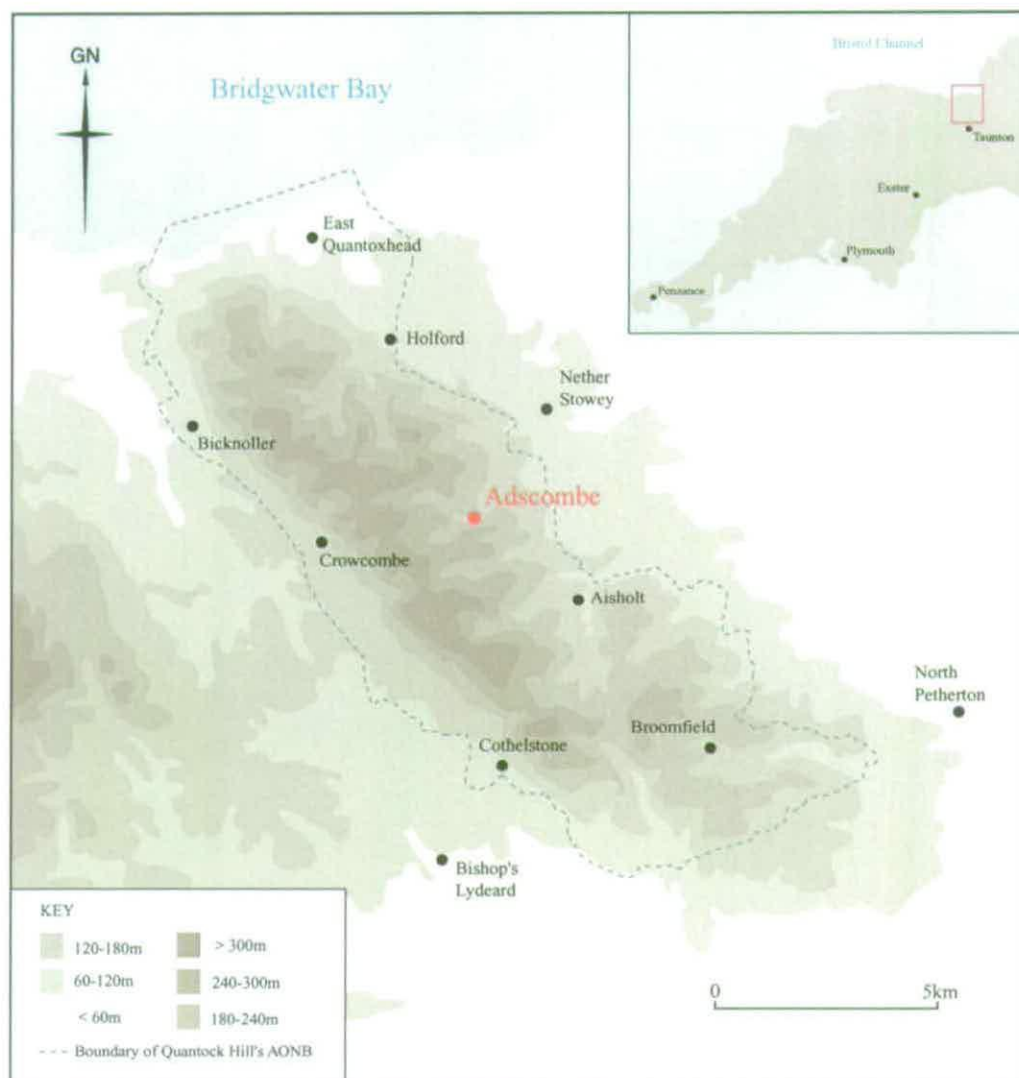 GN
Bridgwater Bay
Bristol Channel
Taunton
Exeter
Plymouth
Penzance
East
Quantoxhead
Holford
Nether
Stowey
Bicknoller
Adscombe
Crowcombe
Aisholt
North
Petherton
Broomfield
Cothelstone
Bishop's
Lydeard
KEY
120-180m
> 300m
60-120m
240-300m
< 60m
180-240m
Boundary of Quantock Hill's AONB
0
5km